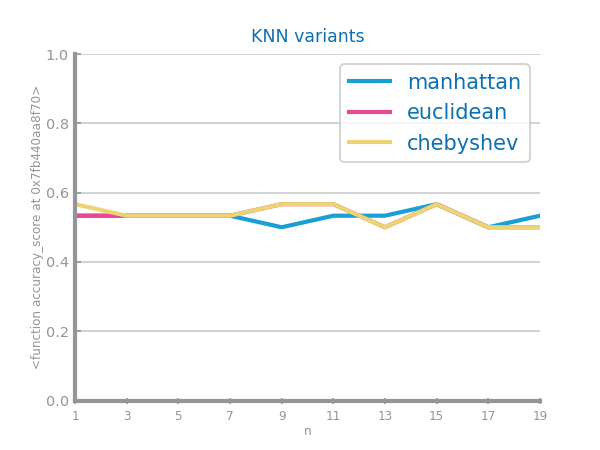 KNN variants
manhattan
euclidean
chebyshev
<function accuracy_score at 0x7fb440aa8f70>
1.0
0.8
0.6
0.4
0.2
0.0
1 3 5 7 9 11 13 15 17 19
n